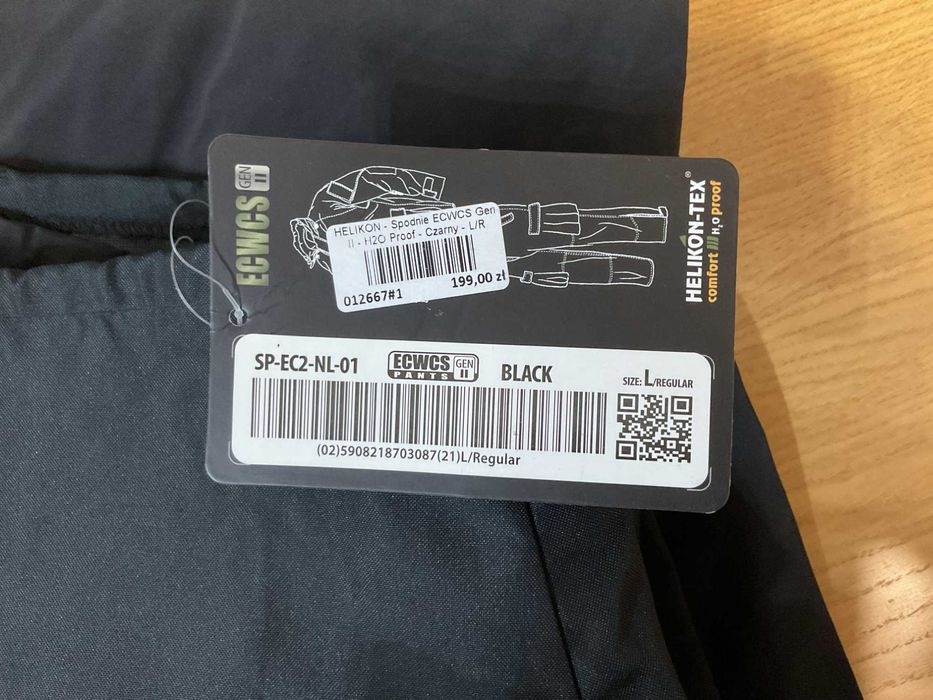 ECWCS GEN II
HELIKON - Spodnie ECWCS Gen
II - H2O Proof - Czarny - L/R
012667#1 199,00 zł
HELIKON-TEX®
comfort H2O proof
SP-EC2-NL-01 ECWCS GEN II PANTS BLACK SIZE: L/REGULAR
(02)5908218703087(21)L/Regular